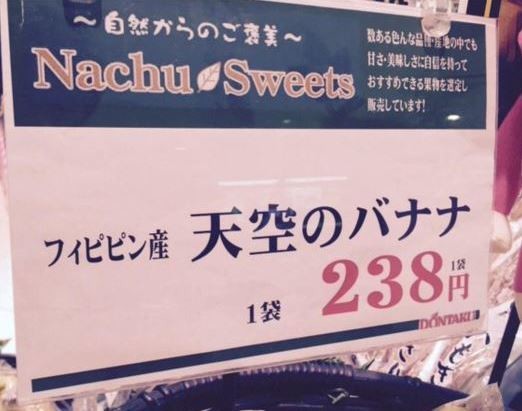 ～自然からのご褒美～
Nachu Sweets
数ある色んな品種・産地の中でも
甘さ・美味しさに自信を持って
おすすめできる果物を選定し
販売しています!
フィピピン産 天空のバナナ
1袋 238円 1袋
DONTAKU